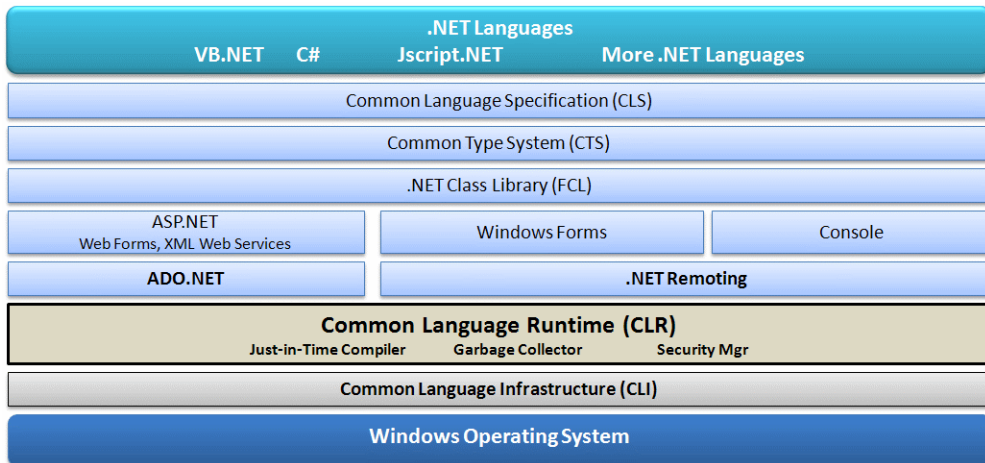 .NET Languages
VB.NET C# Jscript.NET More .NET Languages
Common Language Specification (CLS)
Common Type System (CTS)
.NET Class Library (FCL)
ASP.NET
Web Forms, XML Web Services
Windows Forms
Console
ADO.NET
.NET Remoting
Common Language Runtime (CLR)
Just-in-Time Compiler Garbage Collector Security Mgr
Common Language Infrastructure (CLI)
Windows Operating System